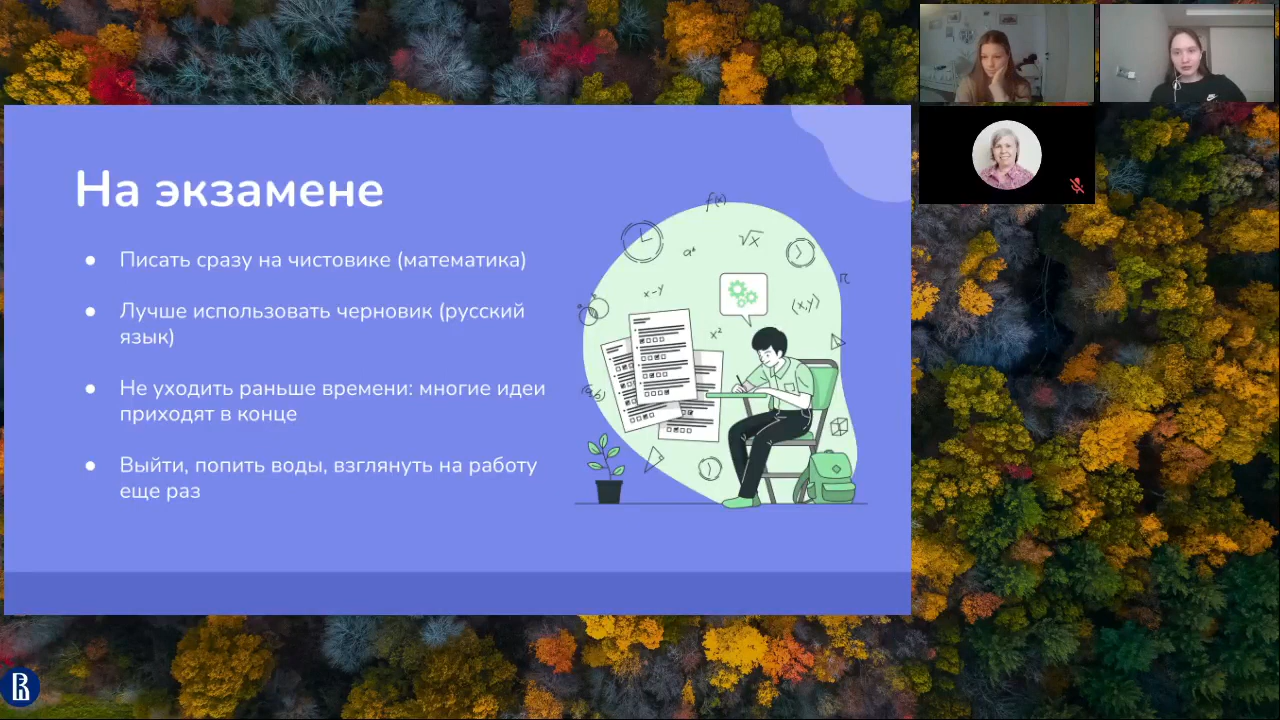 На экзамене
● Писать сразу на чистовике (математика)
● Лучше использовать черновик (русский
язык)
● Не уходить раньше времени: многие идеи
приходят в конце
● Выйти, попить воды, взглянуть на работу
еще раз
f(x)
√x
a*
x-y
(x,y)
x²
π